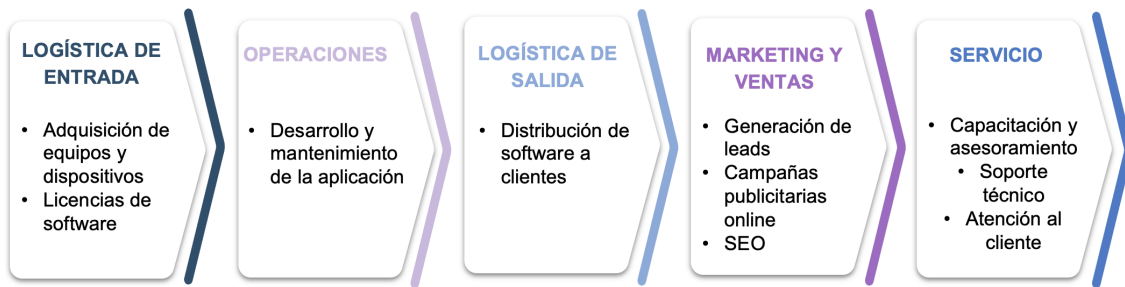 LOGÍSTICA DE
ENTRADA
• Adquisición de
equipos y
dispositivos
• Licencias de
software
OPERACIONES
• Desarrollo y
mantenimiento
de la aplicación
LOGÍSTICA DE
SALIDA
• Distribución de
software a
clientes
MARKETING Y
VENTAS
• Generación de
leads
• Campañas
publicitarias
online
• SEO
SERVICIO
• Capacitación y
asesoramiento
• Soporte
técnico
• Atención al
cliente